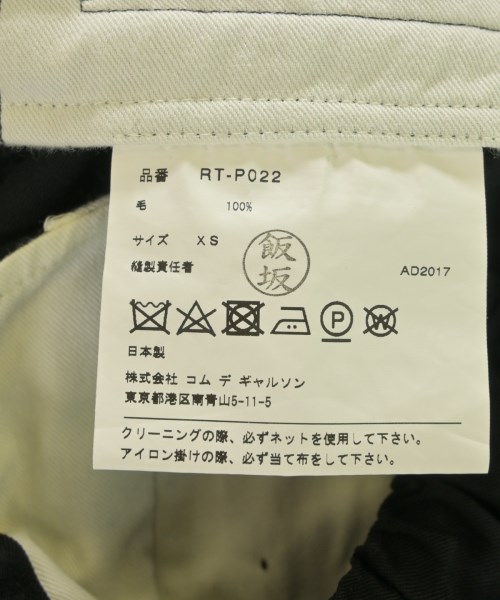 品番 RT-P022
毛 100%
サイズ XS
飯坂
縫製責任者 AD2017
P W
日本製
株式会社 コム デ ギャルソン
東京都港区南青山5-11-5
クリーニングの際、必ずネットを使用して下さい。
アイロン掛けの際、必ず当て布をして下さい。